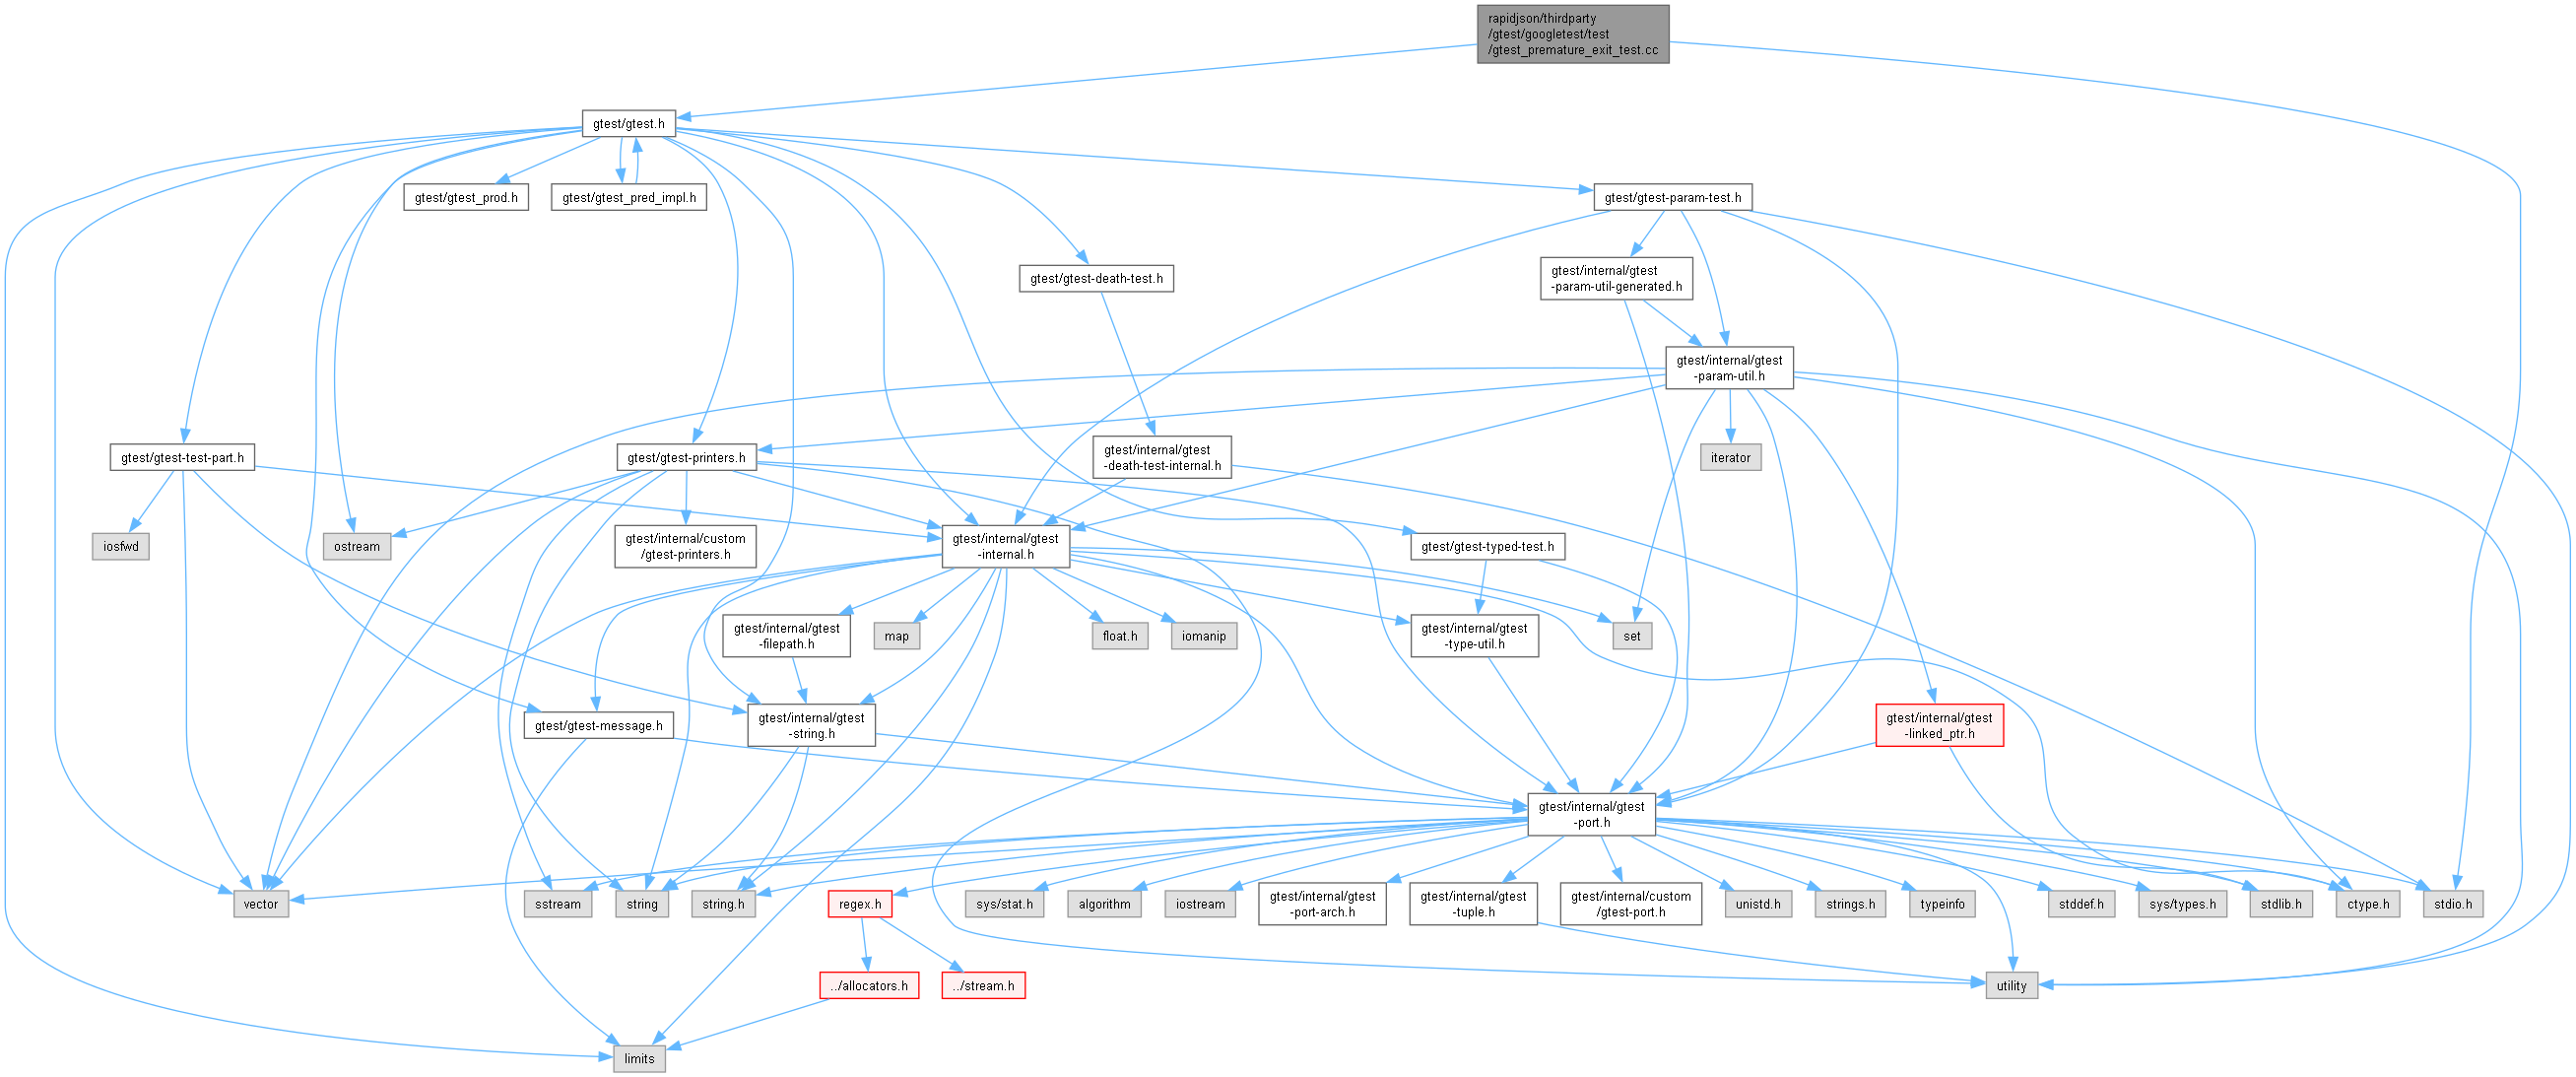 rapidjson/thirdparty
/gtest/googletest/test
/gtest_premature_exit_test.cc
gtest/gtest.h
gtest/gtest_prod.h
gtest/gtest_pred_impl.h
gtest/gtest-param-test.h
gtest/gtest-death-test.h
gtest/internal/gtest
-param-util-generated.h
gtest/internal/gtest
-param-util.h
gtest/gtest-test-part.h
gtest/gtest-printers.h
gtest/internal/gtest
-death-test-internal.h
iterator
iosfwd
ostream
gtest/internal/custom
/gtest-printers.h
gtest/internal/gtest
-internal.h
gtest/gtest-typed-test.h
gtest/internal/gtest
-filepath.h
map
float.h
iomanip
gtest/internal/gtest
-type-util.h
set
gtest/gtest-message.h
gtest/internal/gtest
-string.h
gtest/internal/gtest
-linked_ptr.h
gtest/internal/gtest
-port.h
vector
sstream
string
string.h
regex.h
sys/stat.h
algorithm
iostream
gtest/internal/gtest
-port-arch.h
gtest/internal/gtest
-tuple.h
gtest/internal/custom
/gtest-port.h
unistd.h
strings.h
typeinfo
stddef.h
sys/types.h
stdlib.h
ctype.h
stdio.h
../allocators.h
../stream.h
utility
limits